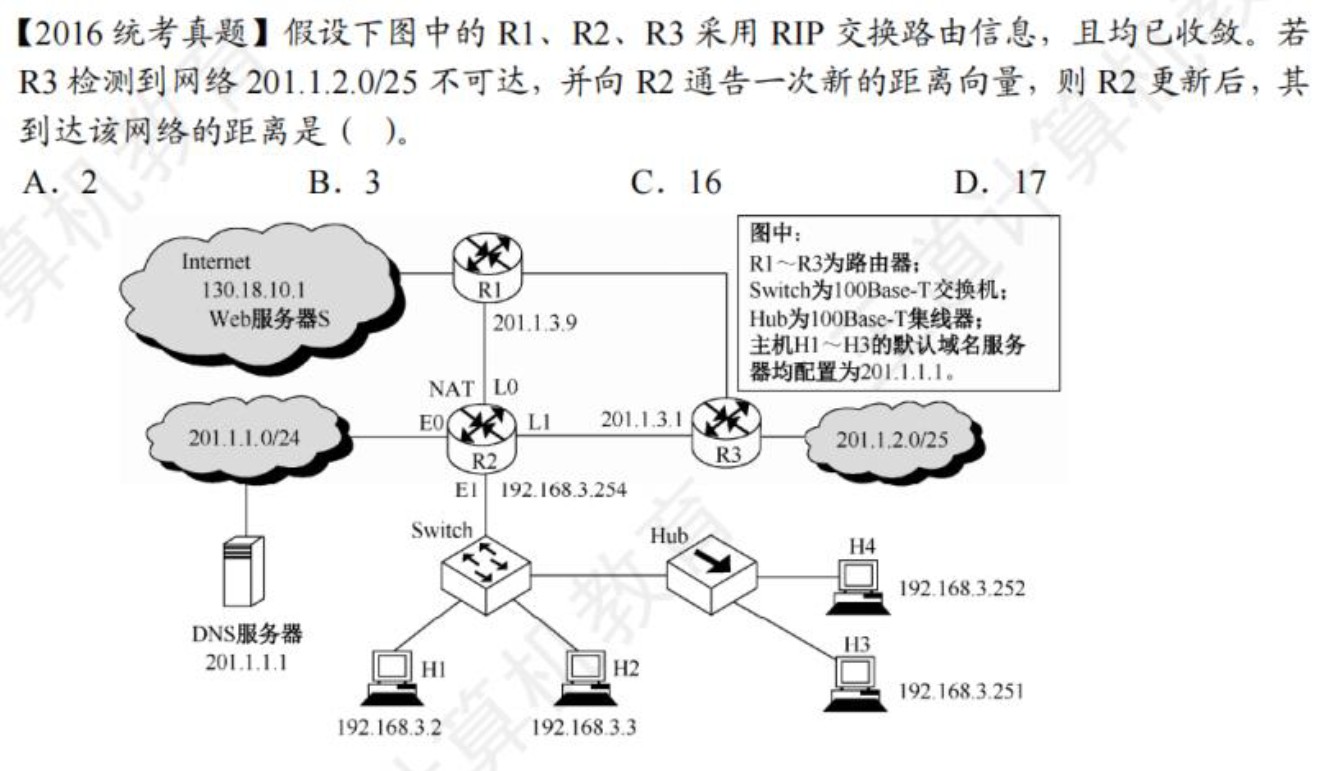 【2016 统考真题】假设下图中的 R1、R2、R3 采用 RIP 交换路由信息，且均已收敛。若
R3 检测到网络 201.1.2.0/25 不可达，并向 R2 通告一次新的距离向量，则 R2 更新后，其
到达该网络的距离是（ ）。
A．2 B．3 C．16 D．17
图中：
R1～R3为路由器；
Switch为100Base-T交换机；
Hub为100Base-T集线器；
主机H1～H3的默认域名服务
器均配置为201.1.1.1。
Internet
130.18.10.1
Web服务器S
R1
201.1.3.9
NAT L0
201.1.1.0/24
E0
L1
R2
201.1.3.1
R3
201.1.2.0/25
E1 192.168.3.254
Switch
Hub
H4
192.168.3.252
DNS服务器
201.1.1.1
H1
192.168.3.2
H2
192.168.3.3
H3
192.168.3.251